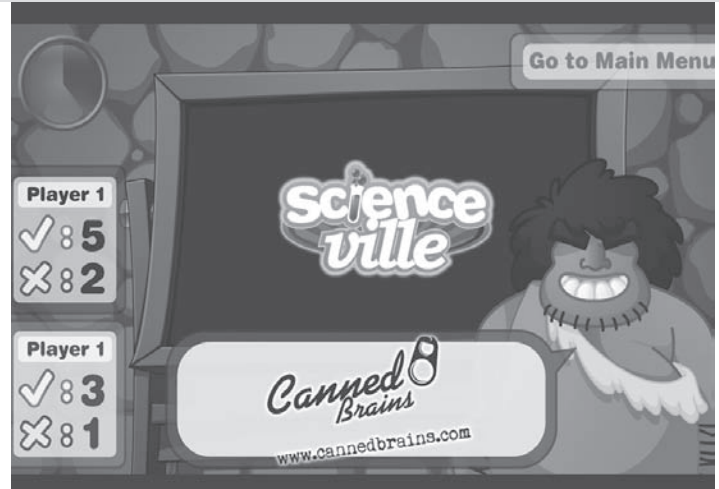 Go to Main Menu
Player 1
✓:5
✗:2
science
ville
Player 1
✓:3
✗:1
Canned
Brains
www.cannedbrains.com